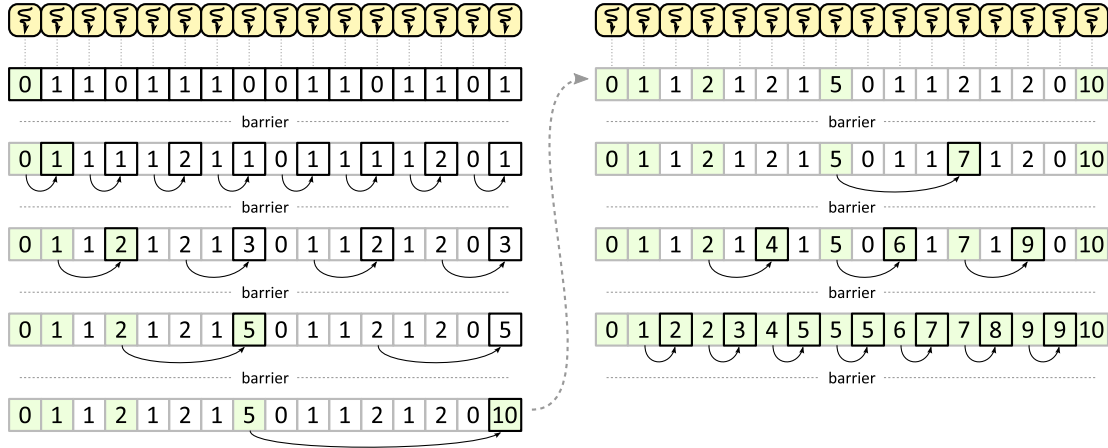 0 1 1 0 1 1 1 0 0 1 1 0 1 1 0 1
barrier
0 1 1 1 1 2 1 1 0 1 1 1 1 2 0 1
barrier
0 1 1 2 1 2 1 3 0 1 1 2 1 2 0 3
barrier
0 1 1 2 1 2 1 5 0 1 1 2 1 2 0 5
barrier
0 1 1 2 1 2 1 5 0 1 1 2 1 2 0 10
0 1 1 2 1 2 1 5 0 1 1 2 1 2 0 10
barrier
0 1 1 2 1 2 1 5 0 1 1 7 1 2 0 10
barrier
0 1 1 2 1 4 1 5 0 6 1 7 1 9 0 10
barrier
0 1 2 2 3 4 5 5 5 6 7 7 8 9 9 10
barrier